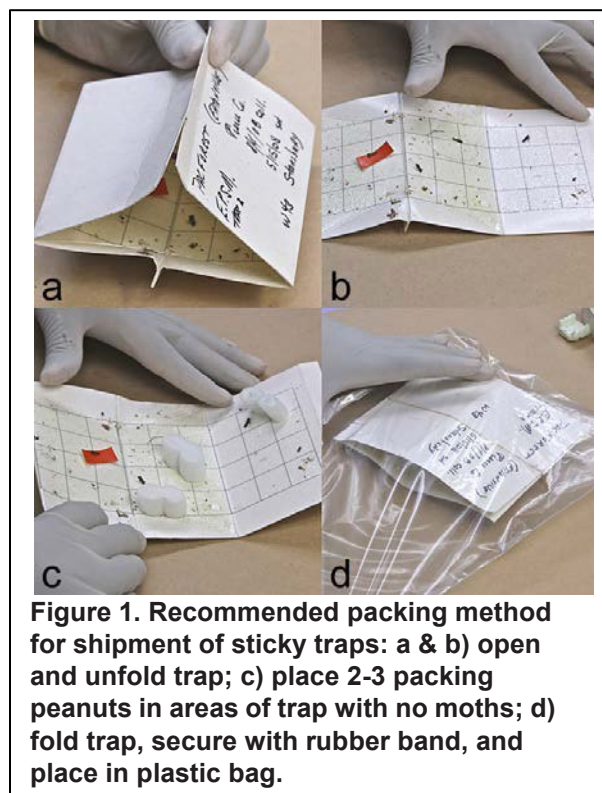 a
b
c
d
Figure 1. Recommended packing method
for shipment of sticky traps: a & b) open
and unfold trap; c) place 2-3 packing
peanuts in areas of trap with no moths; d)
fold trap, secure with rubber band, and
place in plastic bag.